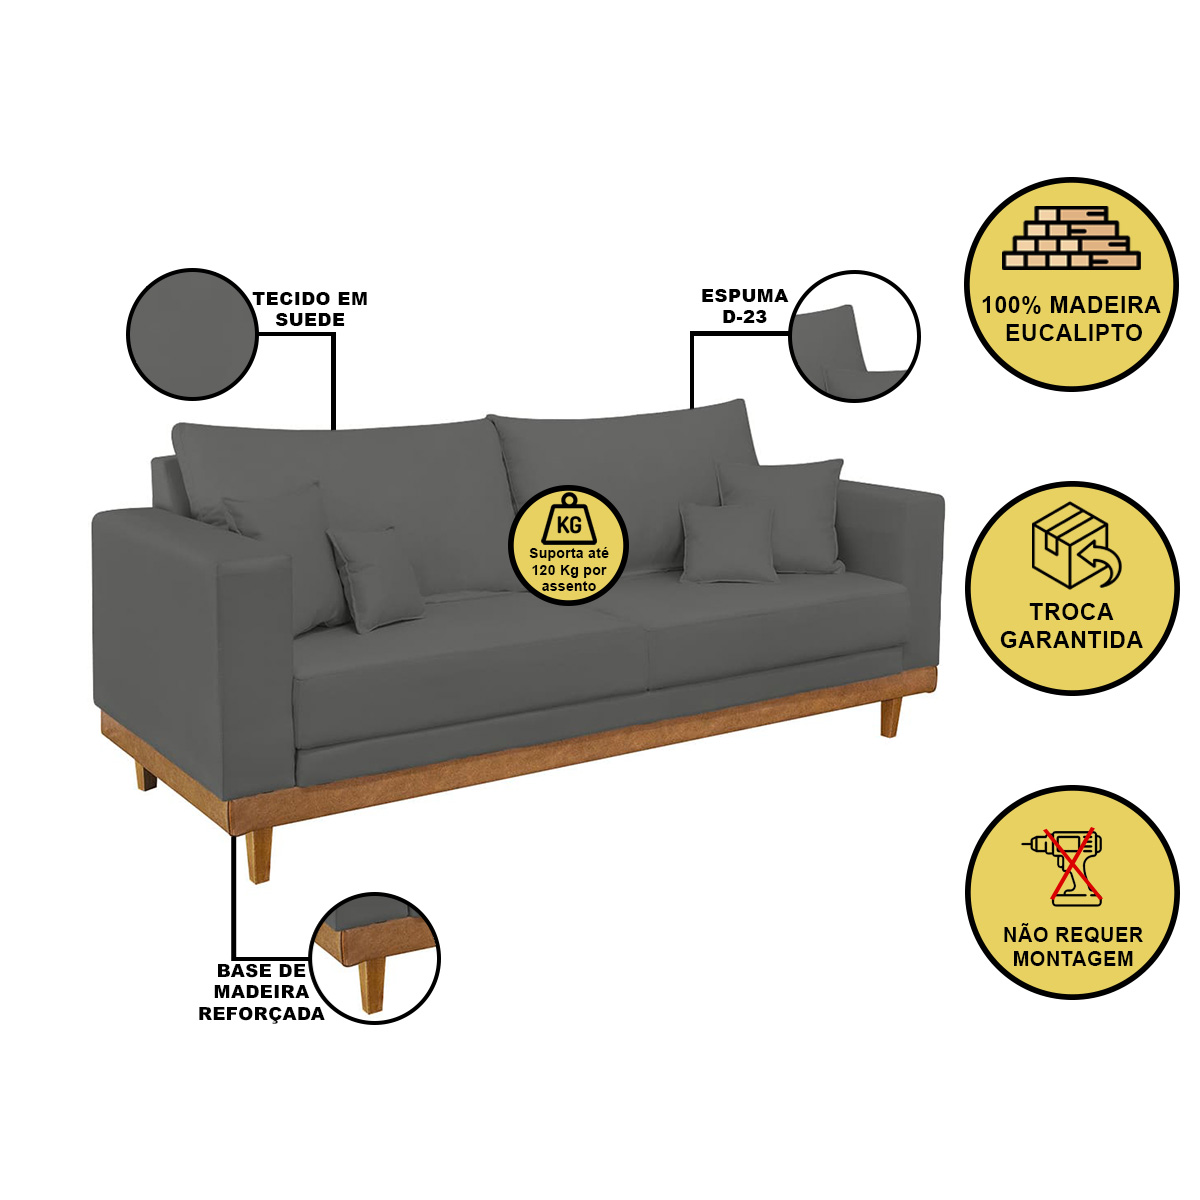 TECIDO EM
SUEDE
ESPUMA
D-23
100% MADEIRA
EUCALIPTO
KG
Suporta até
120 Kg por
assento
TROCA
GARANTIDA
NÃO REQUER
MONTAGEM
BASE DE
MADEIRA
REFORÇADA